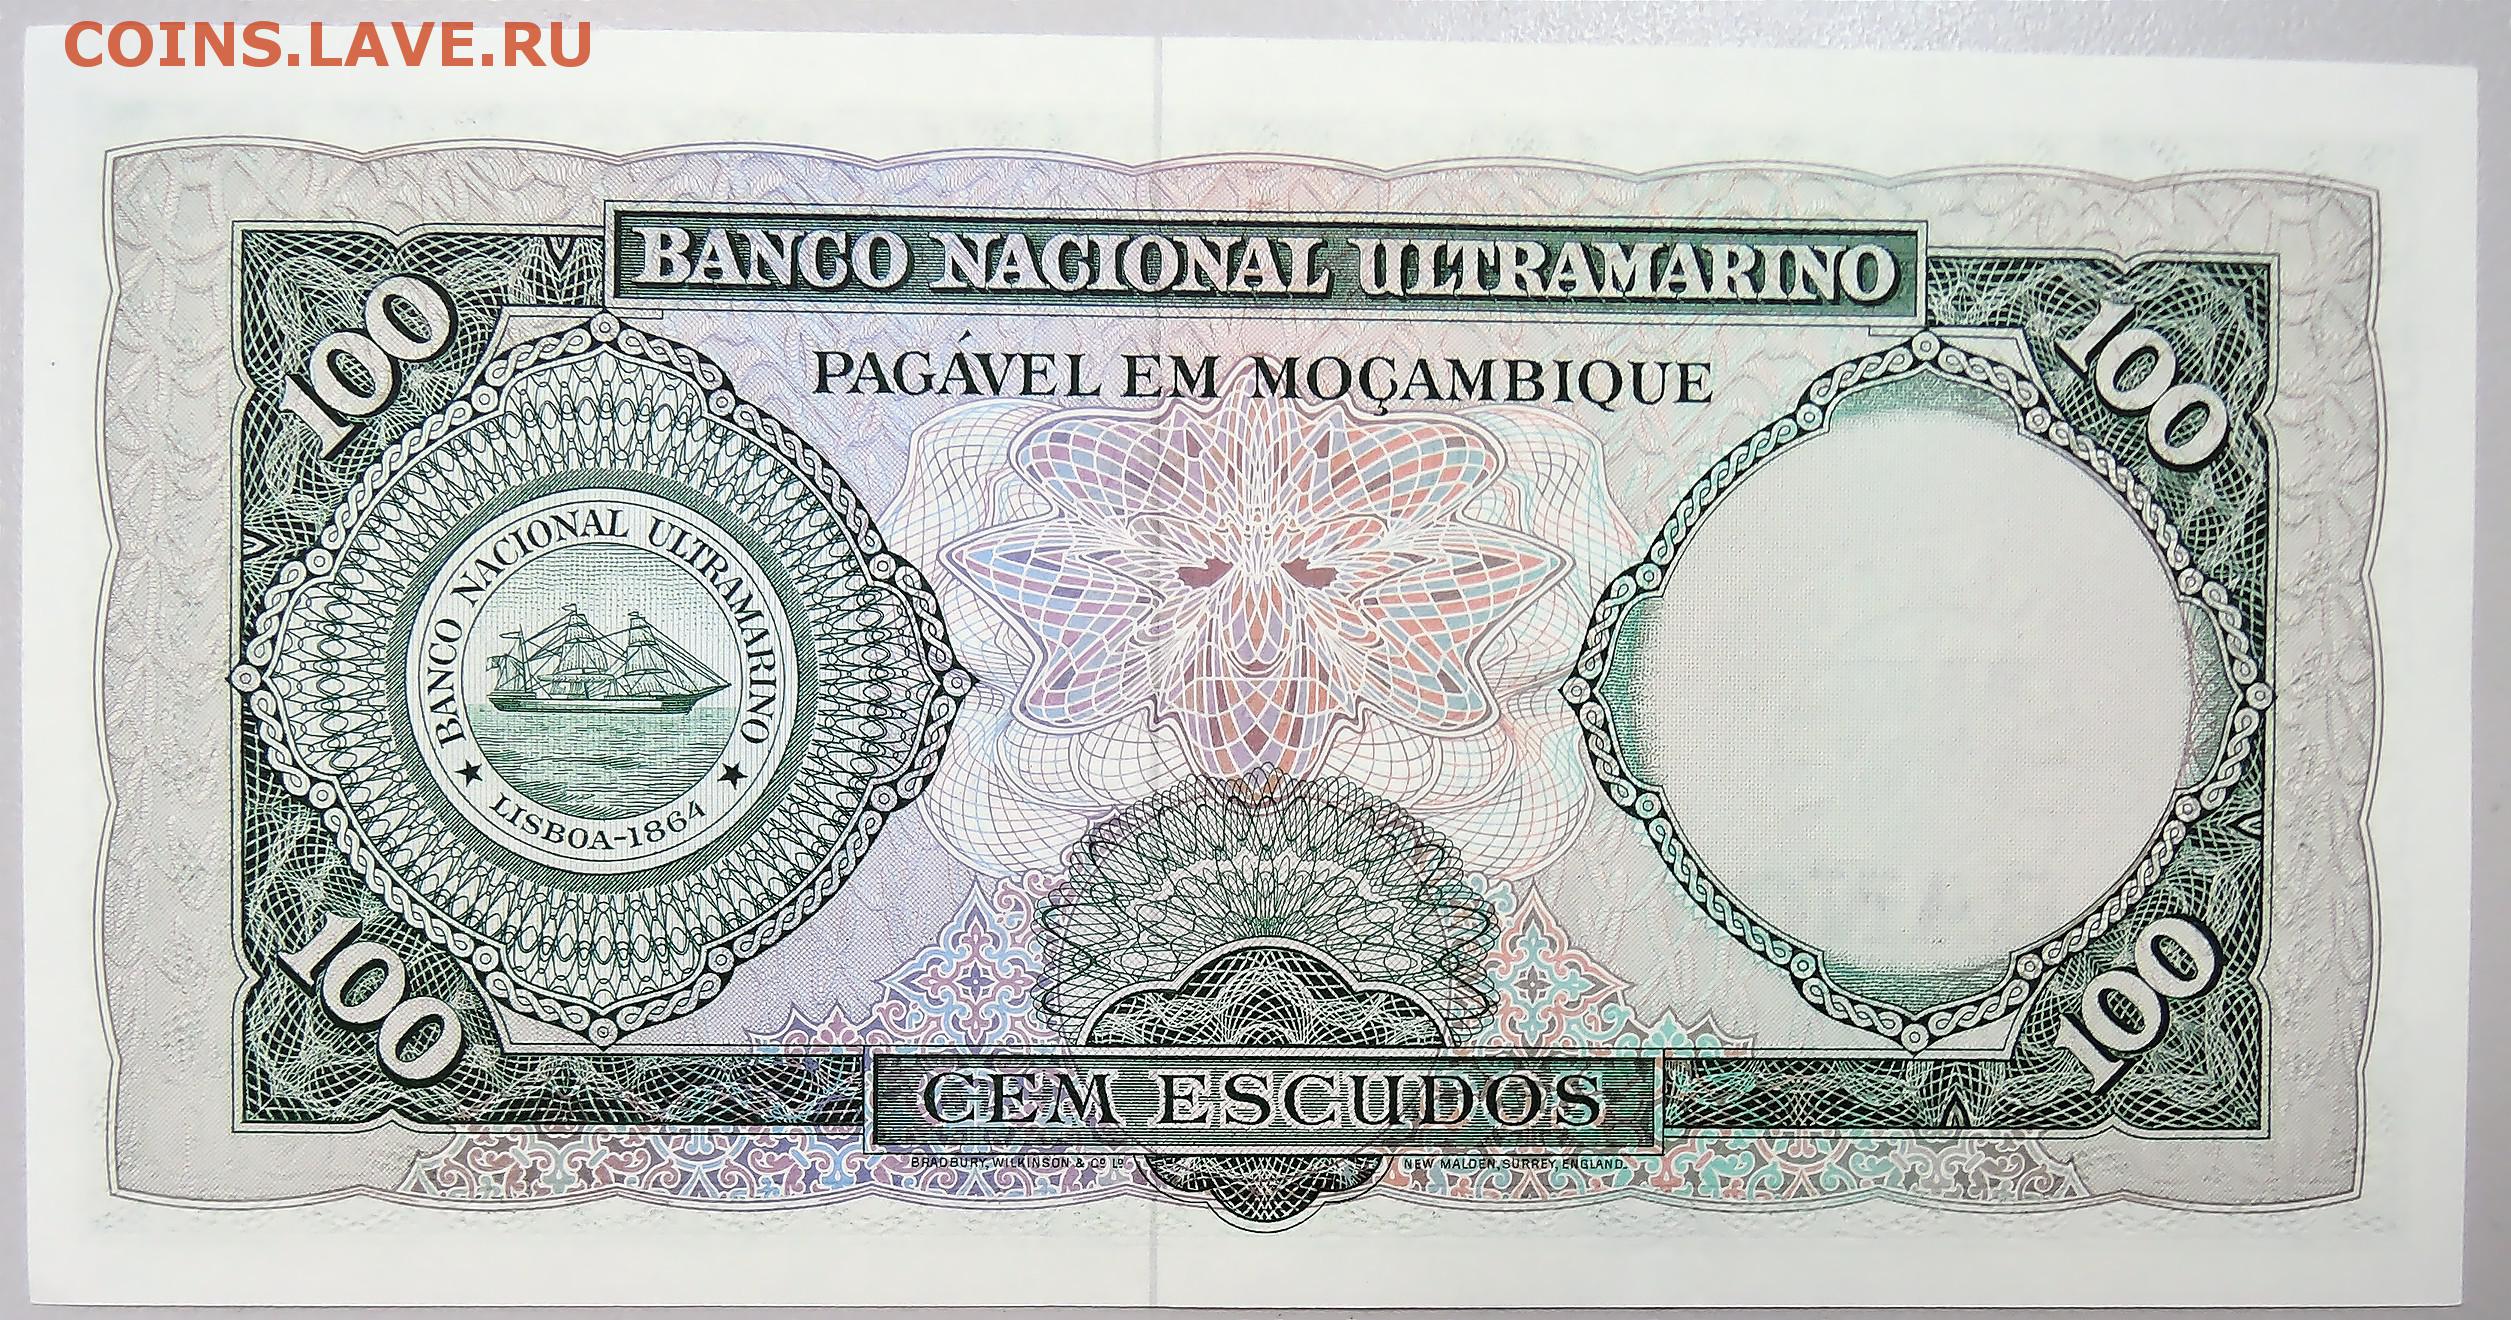 COINS.LAVE.RU
BANCO NACIONAL ULTRAMARINO
100
100
PAGÁVEL EM MOÇAMBIQUE
BANCO NACIONAL ULTRAMARINO
★ LISBOA-1864 ★
100
100
CEM ESCUDOS
BRADBURY, WILKINSON & Cº Lº NEW MALDEN, SURREY, ENGLAND.